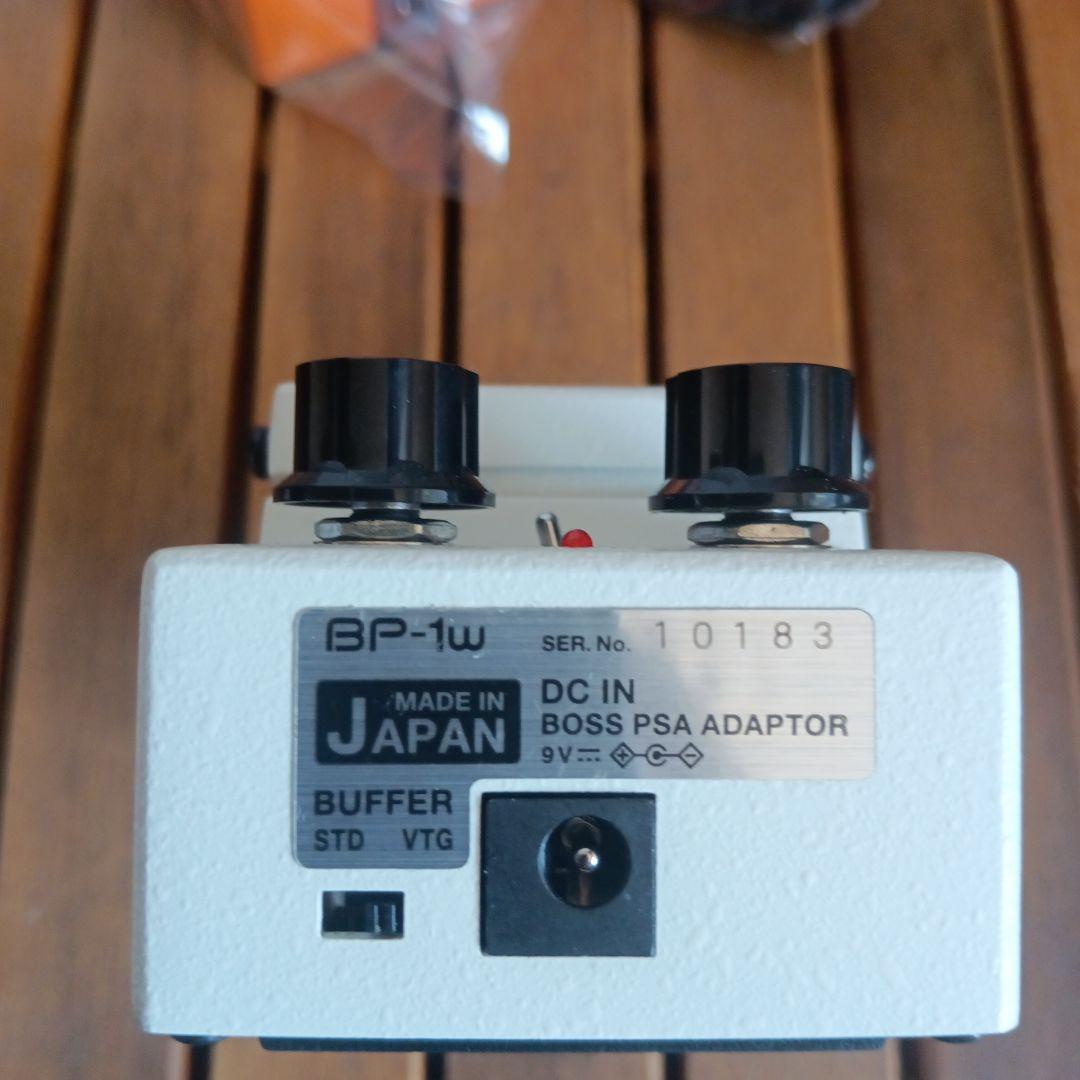 BP-1w
SER. No. 10183
MADE IN
JAPAN
DC IN
BOSS PSA ADAPTOR
9V
BUFFER
STD VTG